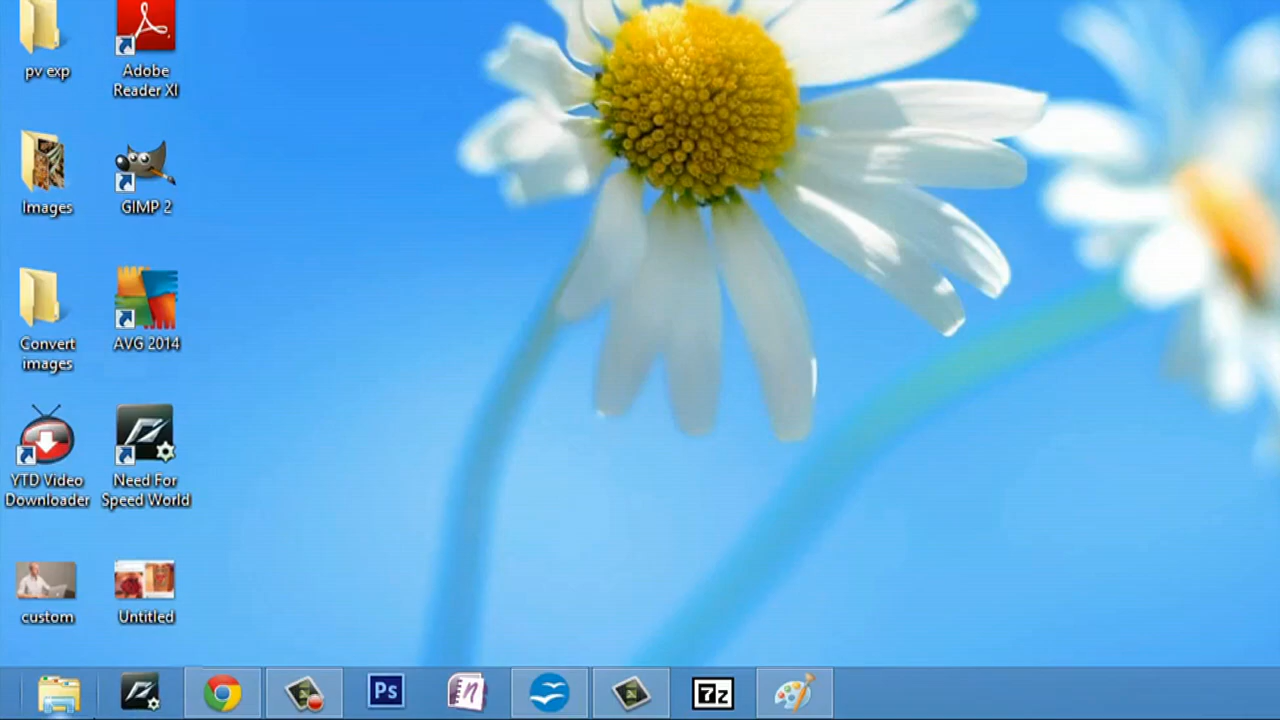 pv exp
Adobe
Reader XI
Images
GIMP 2
Convert
images
AVG 2014
YTD Video
Downloader
Need For
Speed World
custom
Untitled
Ps
n
7z